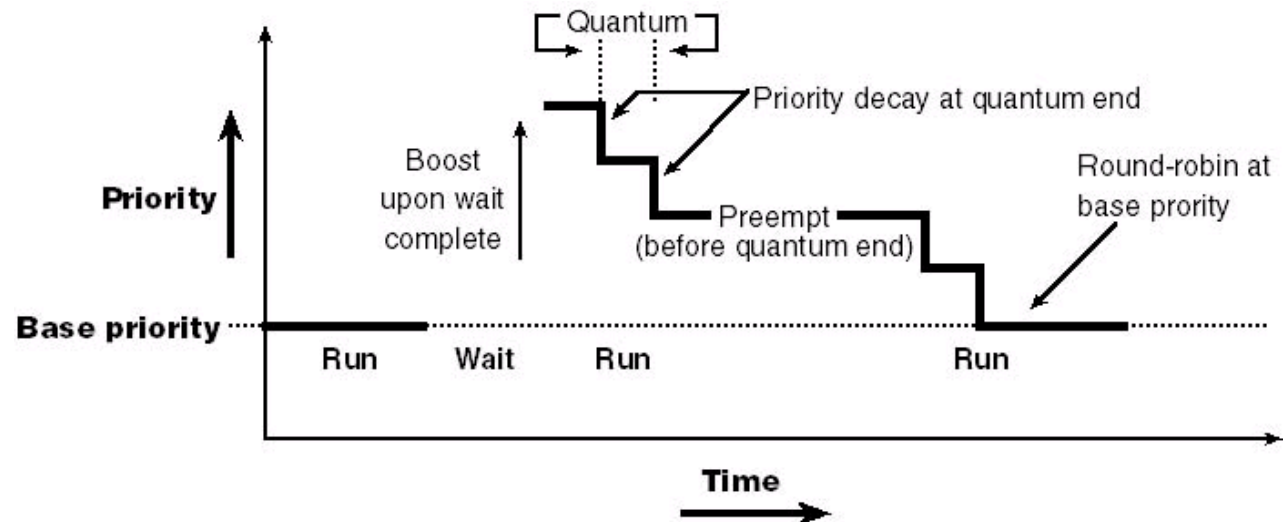 Quantum
Priority decay at quantum end
Boost
upon wait
complete
Round-robin at
base prority
Priority
Preempt
(before quantum end)
Base priority
Run
Wait
Run
Run
Time